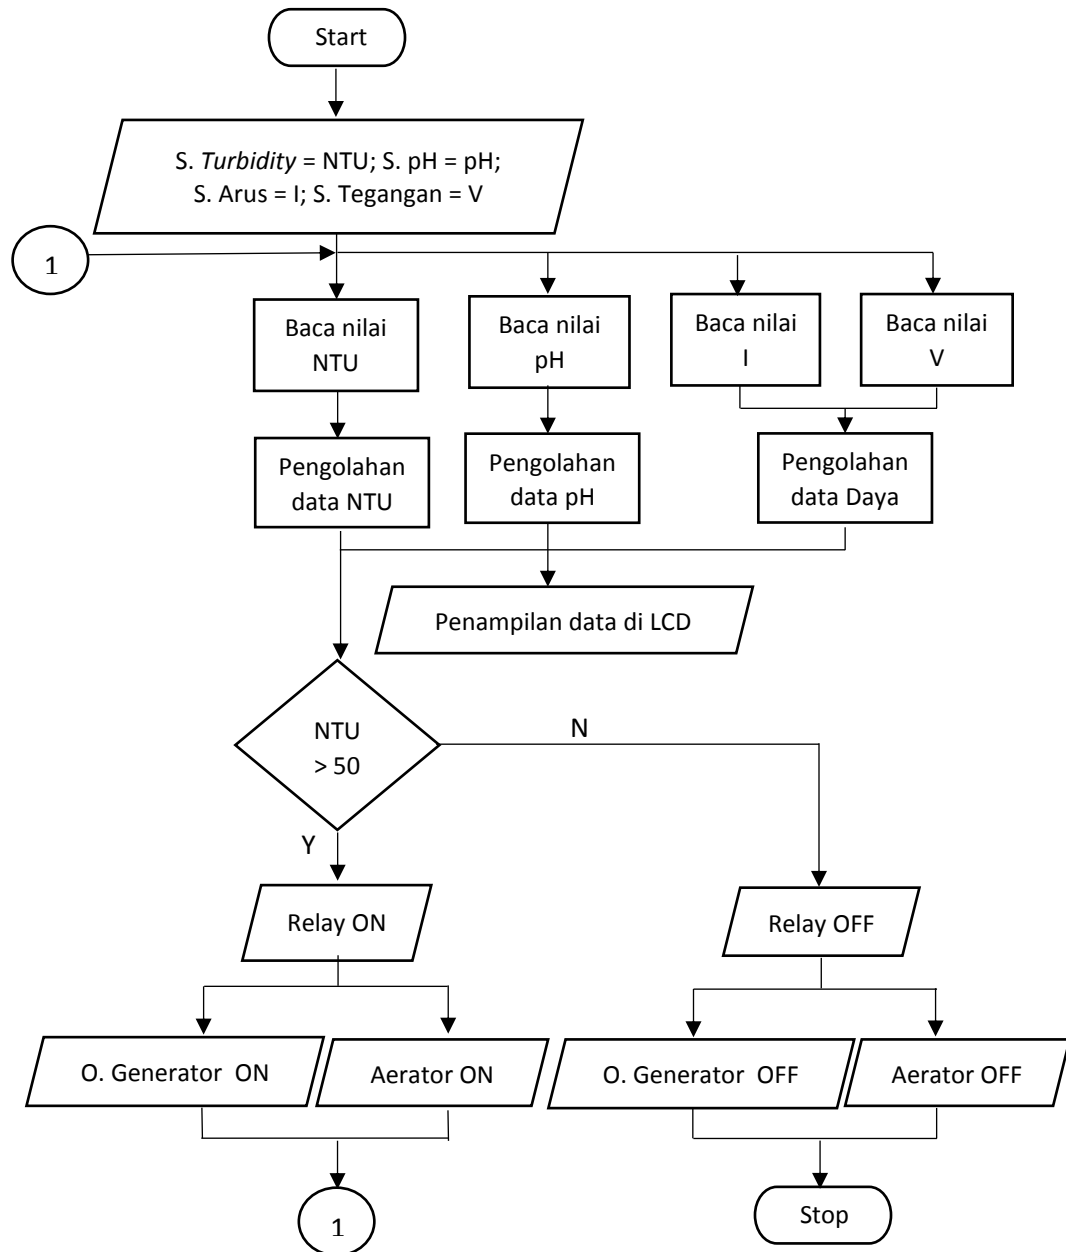 Start
S. Turbidity = NTU; S. pH = pH;
S. Arus = I; S. Tegangan = V
1
Baca nilai
NTU
Baca nilai
pH
Baca nilai
I
Baca nilai
V
Pengolahan
data NTU
Pengolahan
data pH
Pengolahan
data Daya
Penampilan data di LCD
NTU
> 50
N
Y
Relay ON
Relay OFF
O. Generator ON
Aerator ON
O. Generator OFF
Aerator OFF
1
Stop